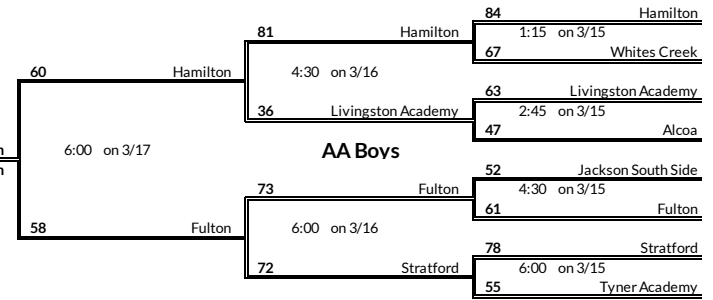 84 Hamilton
81 Hamilton
1:15 on 3/15
67 Whites Creek
60 Hamilton
4:30 on 3/16
63 Livingston Academy
36 Livingston Academy
2:45 on 3/15
47 Alcoa
6:00 on 3/17
AA Boys
52 Jackson South Side
73 Fulton
4:30 on 3/15
61 Fulton
58 Fulton
6:00 on 3/16
78 Stratford
72 Stratford
6:00 on 3/15
55 Tyner Academy